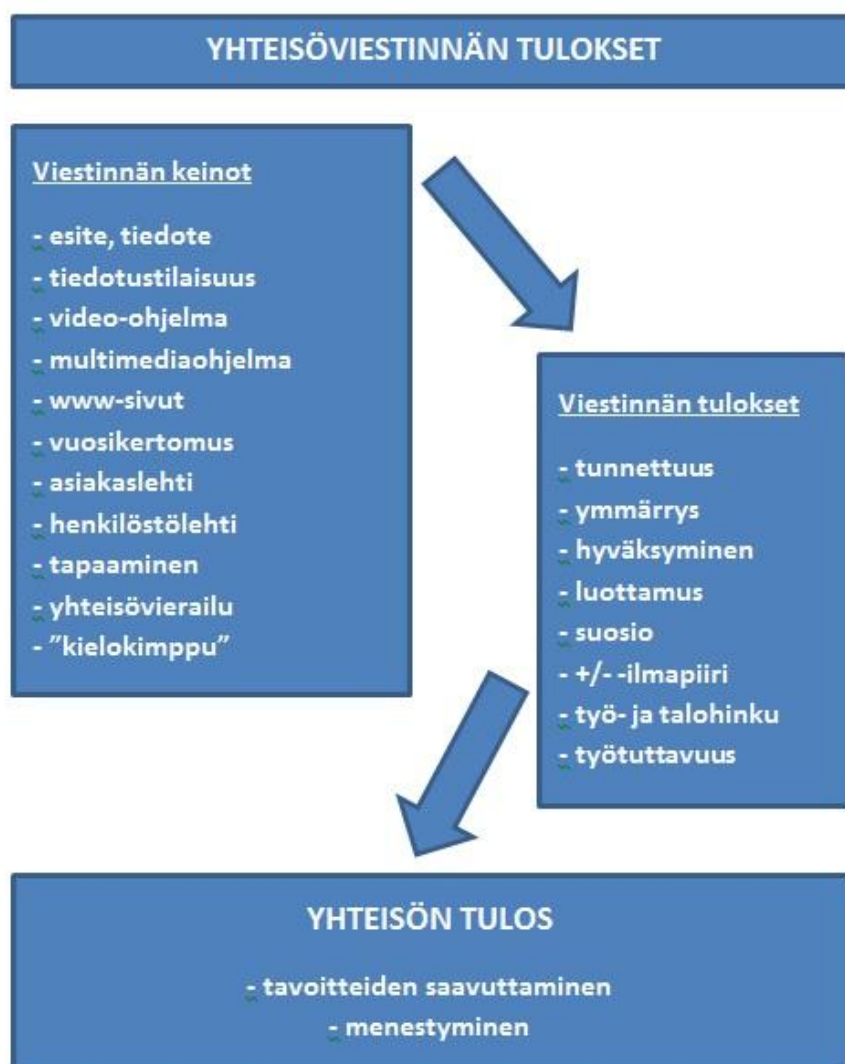 YHTEISÖVIESTINNÄN TULOKSET
Viestinnän keinot
- esite, tiedote
- tiedotustilaisuus
- video-ohjelma
- multimediaohjelma
- www-sivut
- vuosikertomus
- asiakaslehti
- henkilöstölehti
- tapaaminen
- yhteisövierailu
- ”kielokimppu”
Viestinnän tulokset
- tunnettuus
- ymmärrys
- hyväksyminen
- luottamus
- suosio
- +/- -ilmapiiri
- työ- ja talohinku
- työtuttavuus
YHTEISÖN TULOS
- tavoitteiden saavuttaminen
- menestyminen